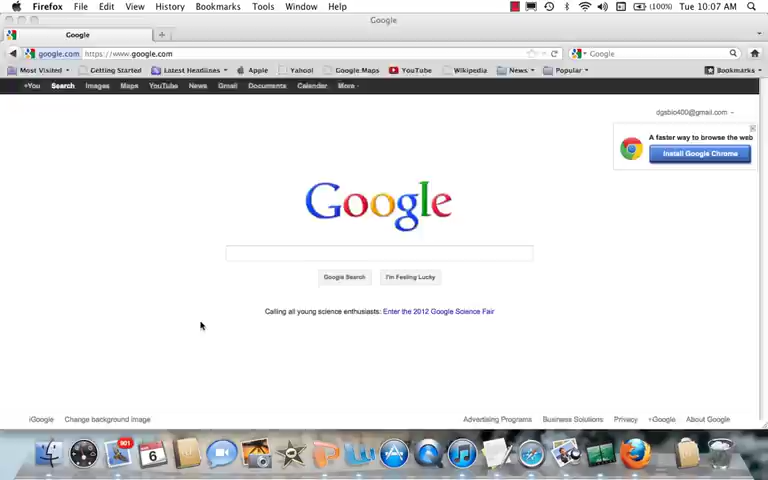 Firefox File Edit View History Bookmarks Tools Window Help (100%) Tue 10:07 AM
Google
Google
google.com https://www.google.com Google
Most Visited Getting Started Latest Headlines Apple Yahoo! Google Maps YouTube Wikipedia News Popular Bookmarks
+You Search Images Maps YouTube News Gmail Documents Calendar More
dgsbio400@gmail.com
A faster way to browse the web
Install Google Chrome
Google
Google Search I'm Feeling Lucky
Calling all young science enthusiasts: Enter the 2012 Google Science Fair
iGoogle Change background image Advertising Programs Business Solutions Privacy +Google About Google
901
6